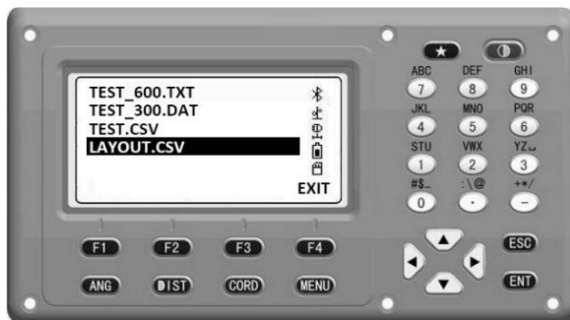 TEST_600.TXT
TEST_300.DAT
TEST.CSV
LAYOUT.CSV
EXIT
F1 F2 F3 F4
ANG DIST CORD MENU
★
ABC DEF GHI
7 8 9
JKL MNO PQR
4 5 6
STU VWX YZ␣
1 2 3
#$_ :\@ +*/
0 . −
ESC
ENT